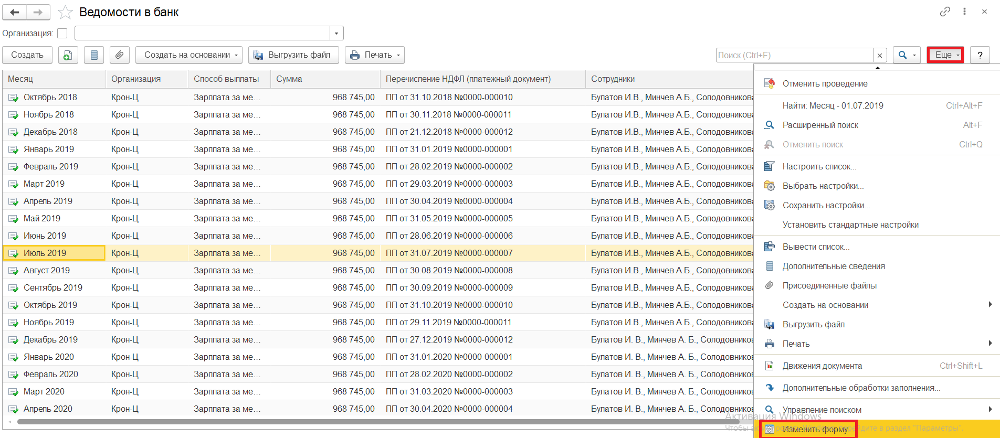 Ведомости в банк
Организация:
Создать Создать на основании Выгрузить файл Печать Поиск (Ctrl+F) × Еще ?
Месяц Организация Способ выплаты Сумма Перечисление НДФЛ (платежный документ) Сотрудники
Октябрь 2018 Крон-Ц Зарплата за ме... 968 745,00 ПП от 31.10.2018 №0000-000010 Булатов И.В., Минчев А.Б., Солодовникова
Ноябрь 2018 Крон-Ц Зарплата за ме... 968 745,00 ПП от 30.11.2018 №0000-000011 Булатов И.В., Минчев А.Б., Солодовникова
Декабрь 2018 Крон-Ц Зарплата за ме... 968 745,00 ПП от 21.12.2018 №0000-000012 Булатов И.В., Минчев А.Б., Солодовникова
Январь 2019 Крон-Ц Зарплата за ме... 968 745,00 ПП от 31.01.2019 №0000-000001 Булатов И.В., Минчев А.Б., Солодовникова
Февраль 2019 Крон-Ц Зарплата за ме... 968 745,00 ПП от 28.02.2019 №0000-000002 Булатов И.В., Минчев А.Б., Солодовникова
Март 2019 Крон-Ц Зарплата за ме... 968 745,00 ПП от 29.03.2019 №0000-000003 Булатов И.В., Минчев А.Б., Солодовникова
Апрель 2019 Крон-Ц Зарплата за ме... 968 745,00 ПП от 30.04.2019 №0000-000004 Булатов И.В., Минчев А.Б., Солодовникова
Май 2019 Крон-Ц Зарплата за ме... 968 745,00 ПП от 31.05.2019 №0000-000005 Булатов И.В., Минчев А.Б., Солодовникова
Июнь 2019 Крон-Ц Зарплата за ме... 968 745,00 ПП от 28.06.2019 №0000-000006 Булатов И.В., Минчев А.Б., Солодовникова
Июль 2019 Крон-Ц Зарплата за ме... 968 745,00 ПП от 31.07.2019 №0000-000007 Булатов И.В., Минчев А.Б., Солодовникова
Август 2019 Крон-Ц Зарплата за ме... 968 745,00 ПП от 30.08.2019 №0000-000008 Булатов И.В., Минчев А.Б., Солодовникова
Сентябрь 2019 Крон-Ц Зарплата за ме... 968 745,00 ПП от 30.09.2019 №0000-000009 Булатов И.В., Минчев А.Б., Солодовникова
Октябрь 2019 Крон-Ц Зарплата за ме... 968 745,00 ПП от 31.10.2019 №0000-000010 Булатов И.В., Минчев А.Б., Солодовникова
Ноябрь 2019 Крон-Ц Зарплата за ме... 968 745,00 ПП от 29.11.2019 №0000-000011 Булатов И.В., Минчев А.Б., Солодовникова
Декабрь 2019 Крон-Ц Зарплата за ме... 968 745,00 ПП от 27.12.2019 №0000-000012 Булатов И. В., Минчев А. Б., Солодовников
Январь 2020 Крон-Ц Зарплата за ме... 968 745,00 ПП от 31.01.2020 №0000-000001 Булатов И. В., Минчев А. Б., Солодовников
Февраль 2020 Крон-Ц Зарплата за ме... 968 745,00 ПП от 28.02.2020 №0000-000002 Булатов И. В., Минчев А. Б., Солодовников
Март 2020 Крон-Ц Зарплата за ме... 968 745,00 ПП от 31.03.2020 №0000-000003 Булатов И. В., Минчев А. Б., Солодовников
Апрель 2020 Крон-Ц Зарплата за ме... 968 745,00 ПП от 30.04.2020 №0000-000004 Булатов И. В., Минчев А. Б., Солодовников
Отменить проведение
Найти: Месяц - 01.07.2019 Ctrl+Alt+F
Расширенный поиск Alt+F
Отменить поиск Ctrl+Q
Настроить список...
Выбрать настройки...
Сохранить настройки...
Установить стандартные настройки
Вывести список...
Дополнительные сведения
Присоединенные файлы
Создать на основании
Выгрузить файл
Печать
Движения документа Ctrl+Shift+L
Дополнительные обработки заполнения...
Управление поиском
Изменить форму...
Активация Windows
Чтобы перейдите в раздел "Параметры".